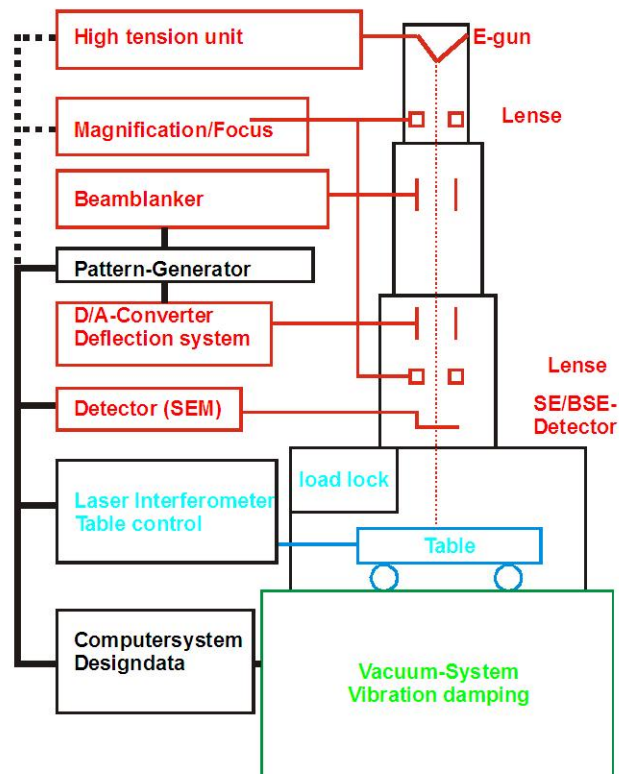 High tension unit
E-gun
Magnification/Focus
Lense
Beamblanker
Pattern-Generator
D/A-Converter
Deflection system
Lense
Detector (SEM)
SE/BSE-
Detector
load lock
Laser Interferometer
Table control
Table
Computersystem
Designdata
Vacuum-System
Vibration damping